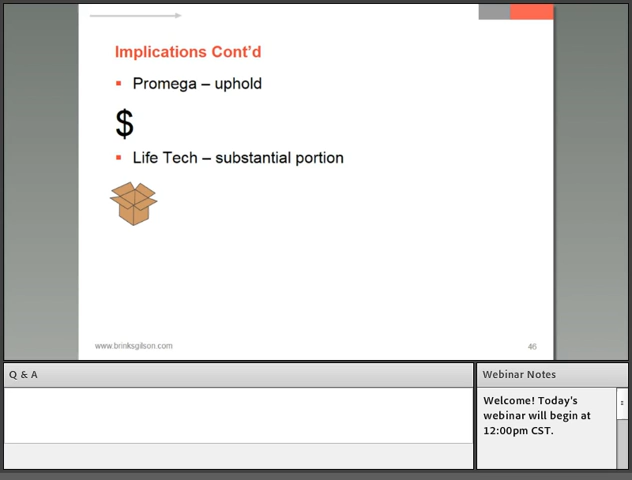 Implications Cont'd
Promega – uphold
$
Life Tech – substantial portion
www.brinksgilson.com
46
Q & A
Webinar Notes
Welcome! Today's
webinar will begin at
12:00pm CST.